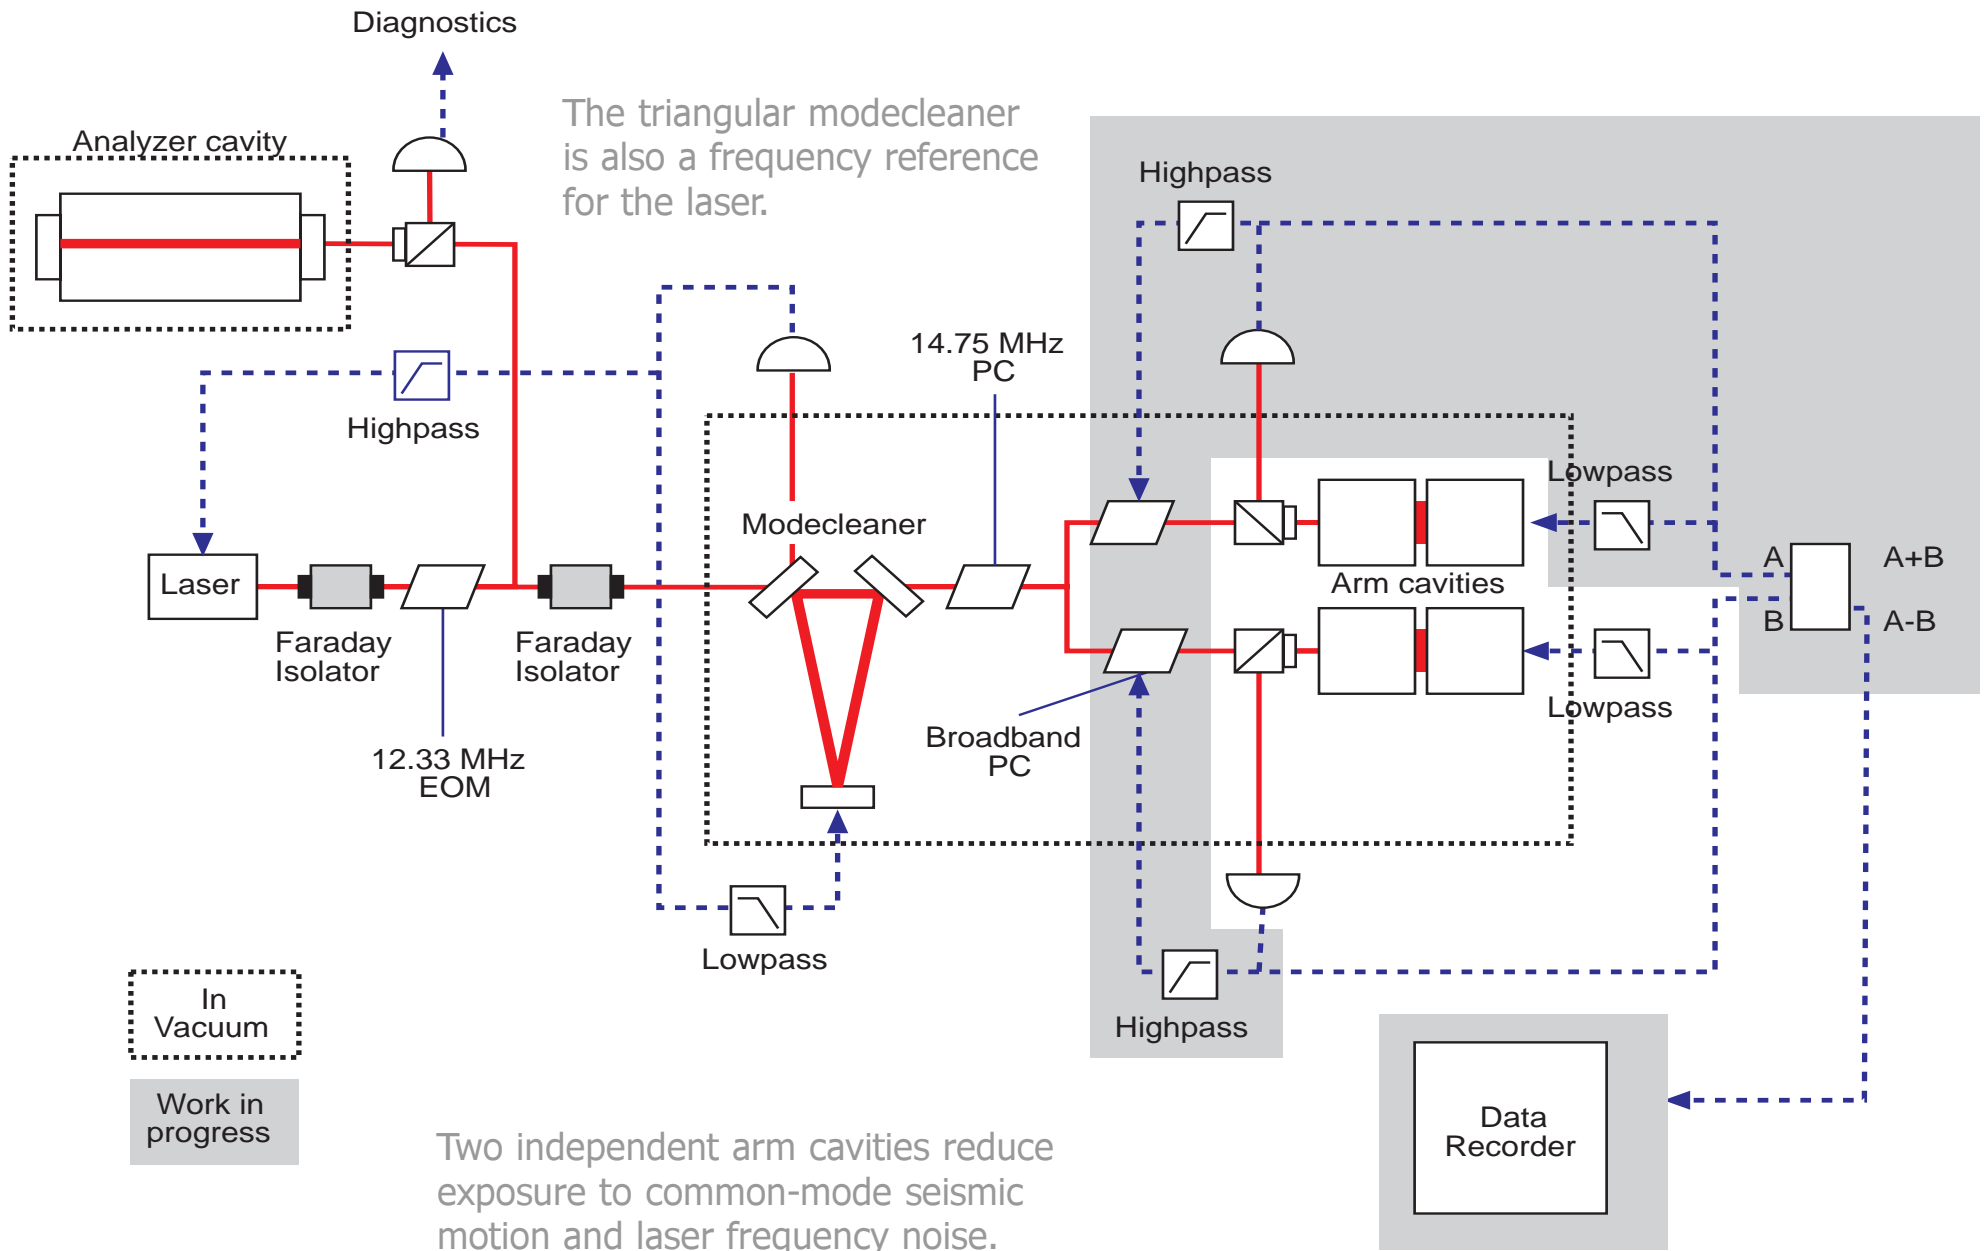 Diagnostics
The triangular modecleaner
is also a frequency reference
for the laser.
Analyzer cavity
Highpass
14.75 MHz
PC
Highpass
Lowpass
Modecleaner
A
A+B
Laser
Arm cavities
B
A-B
Faraday
Isolator
Faraday
Isolator
Lowpass
Broadband
PC
12.33 MHz
EOM
Lowpass
In
Vacuum
Highpass
Work in
progress
Data
Recorder
Two independent arm cavities reduce
exposure to common-mode seismic
motion and laser frequency noise.